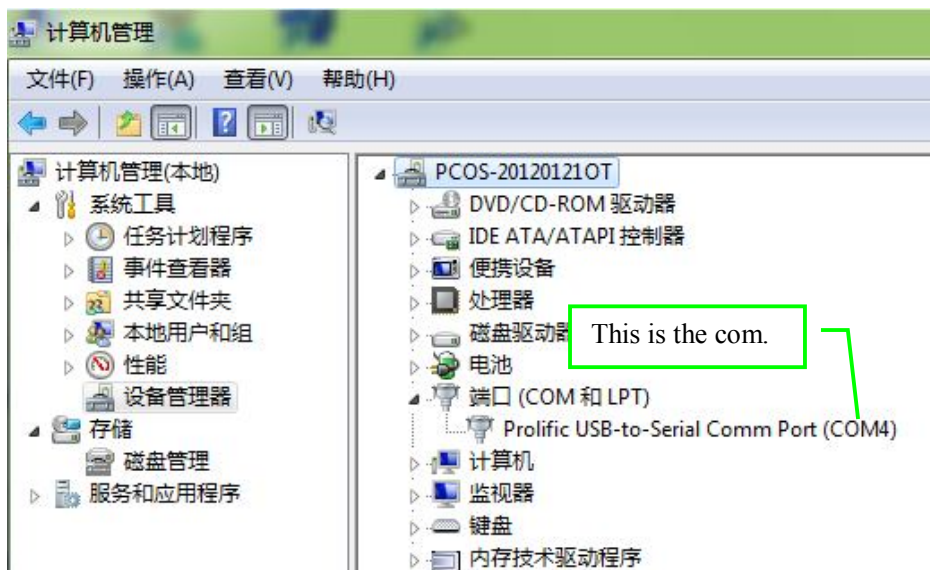 计算机管理
文件(F) 操作(A) 查看(V) 帮助(H)
计算机管理(本地)
系统工具
任务计划程序
事件查看器
共享文件夹
本地用户和组
性能
设备管理器
存储
磁盘管理
服务和应用程序
PCOS-20120121OT
DVD/CD-ROM 驱动器
IDE ATA/ATAPI 控制器
便携设备
处理器
磁盘驱动器
This is the com.
电池
端口 (COM 和 LPT)
Prolific USB-to-Serial Comm Port (COM4)
计算机
监视器
键盘
内存技术驱动程序